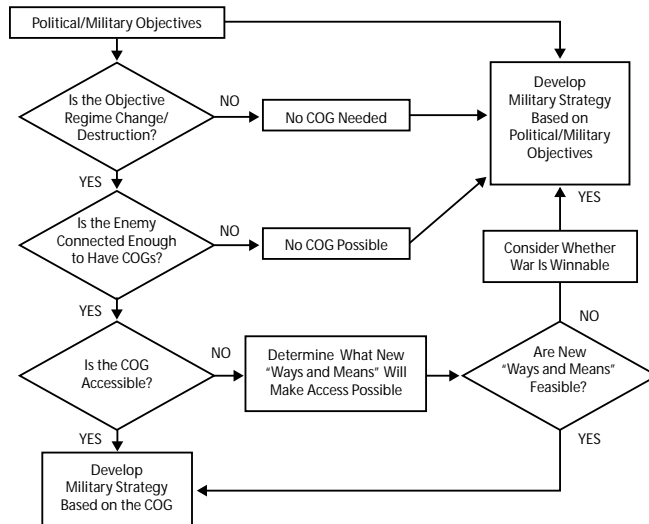 Political/Military Objectives
Is the Objective
Regime Change/
Destruction?
NO
No COG Needed
Develop
Military Strategy
Based on
Political/Military
Objectives
YES
Is the Enemy
Connected Enough
to Have COGs?
NO
No COG Possible
YES
Consider Whether
War Is Winnable
YES
NO
Is the COG
Accessible?
NO
Determine What New
"Ways and Means" Will
Make Access Possible
Are New
"Ways and Means"
Feasible?
YES
YES
Develop
Military Strategy
Based on the COG